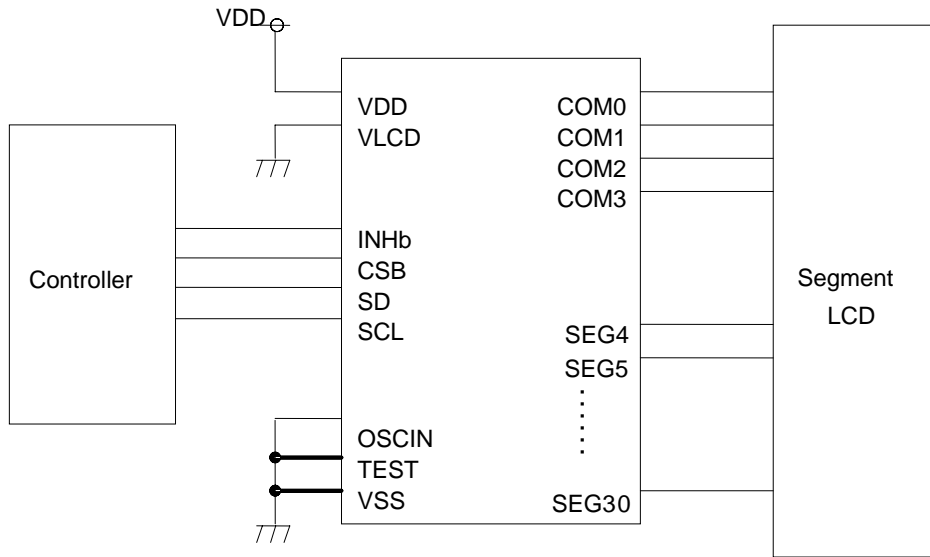 VDD
VDD
VLCD
INHb
CSB
SD
SCL
OSCIN
TEST
VSS
COM0
COM1
COM2
COM3
SEG4
SEG5
SEG30
Controller
Segment
LCD